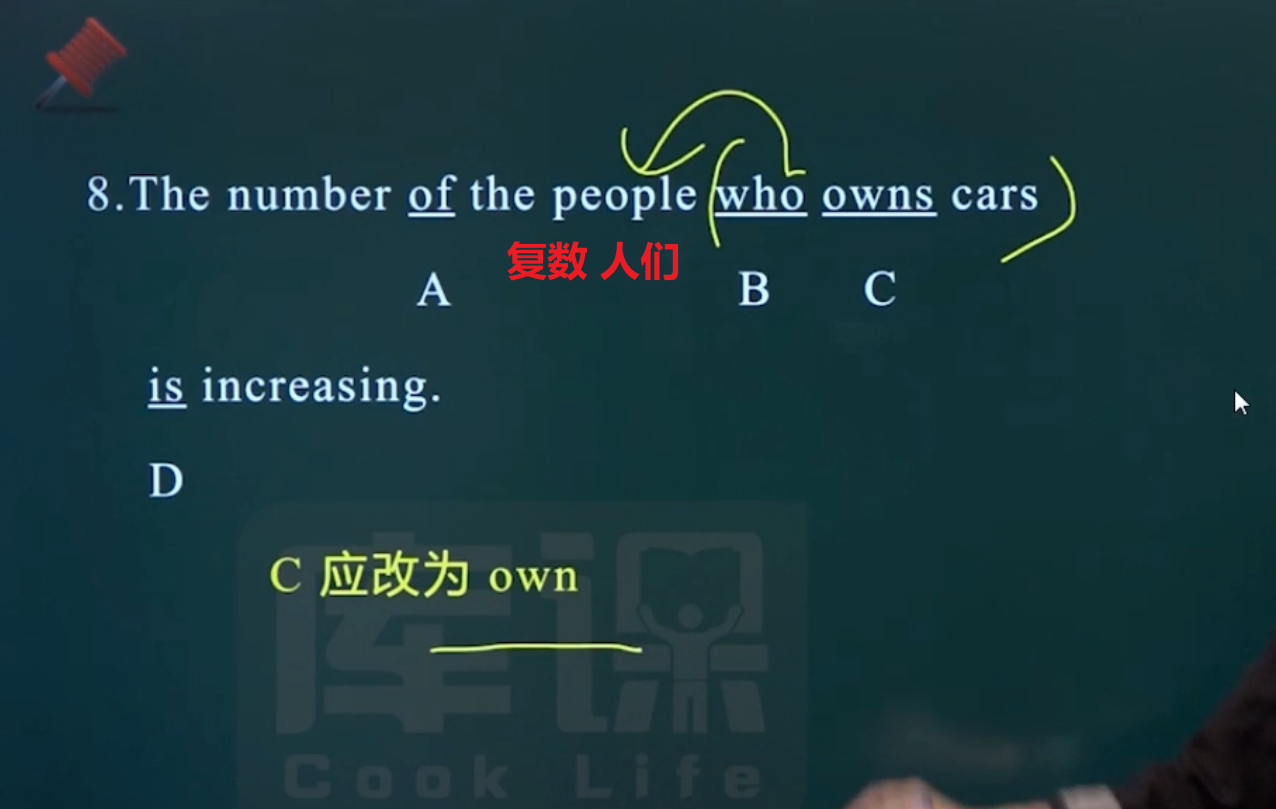 8.The number of the people who owns cars
复数 人们
A B C
is increasing.
D
C 应改为 own
库课
Cook Life